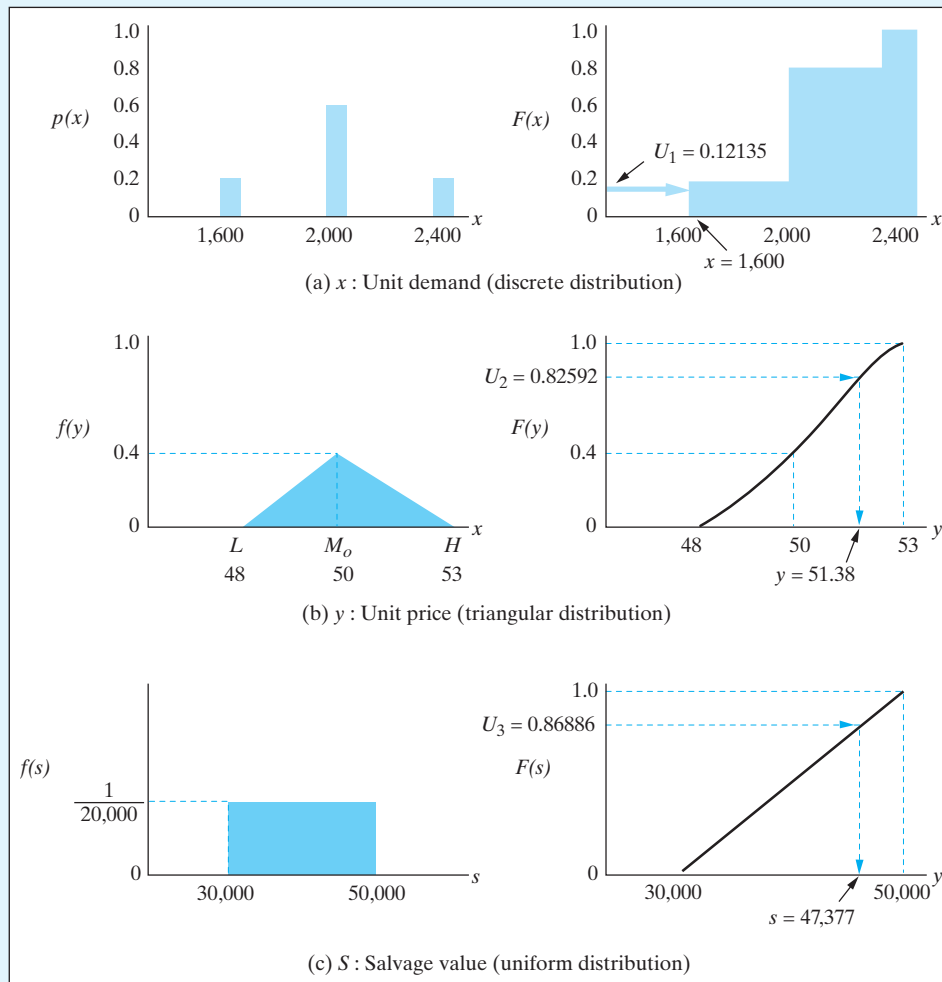 1.0
0.8
0.6
p(x)
0.4
0.2
0
x
1,600
2,000
2,400
1.0
0.8
0.6
F(x)
0.4
U1 = 0.12135
0.2
0
x
1,600
2,000
2,400
x = 1,600
(a) x : Unit demand (discrete distribution)
1.0
f(y)
0.4
0
x
L
Mo
H
48
50
53
1.0
U2 = 0.82592
F(y)
0.4
0
y
48
50
53
y = 51.38
(b) y : Unit price (triangular distribution)
f(s)
1
20,000
0
s
30,000
50,000
1.0
U3 = 0.86886
F(s)
0
y
30,000
50,000
s = 47,377
(c) S : Salvage value (uniform distribution)